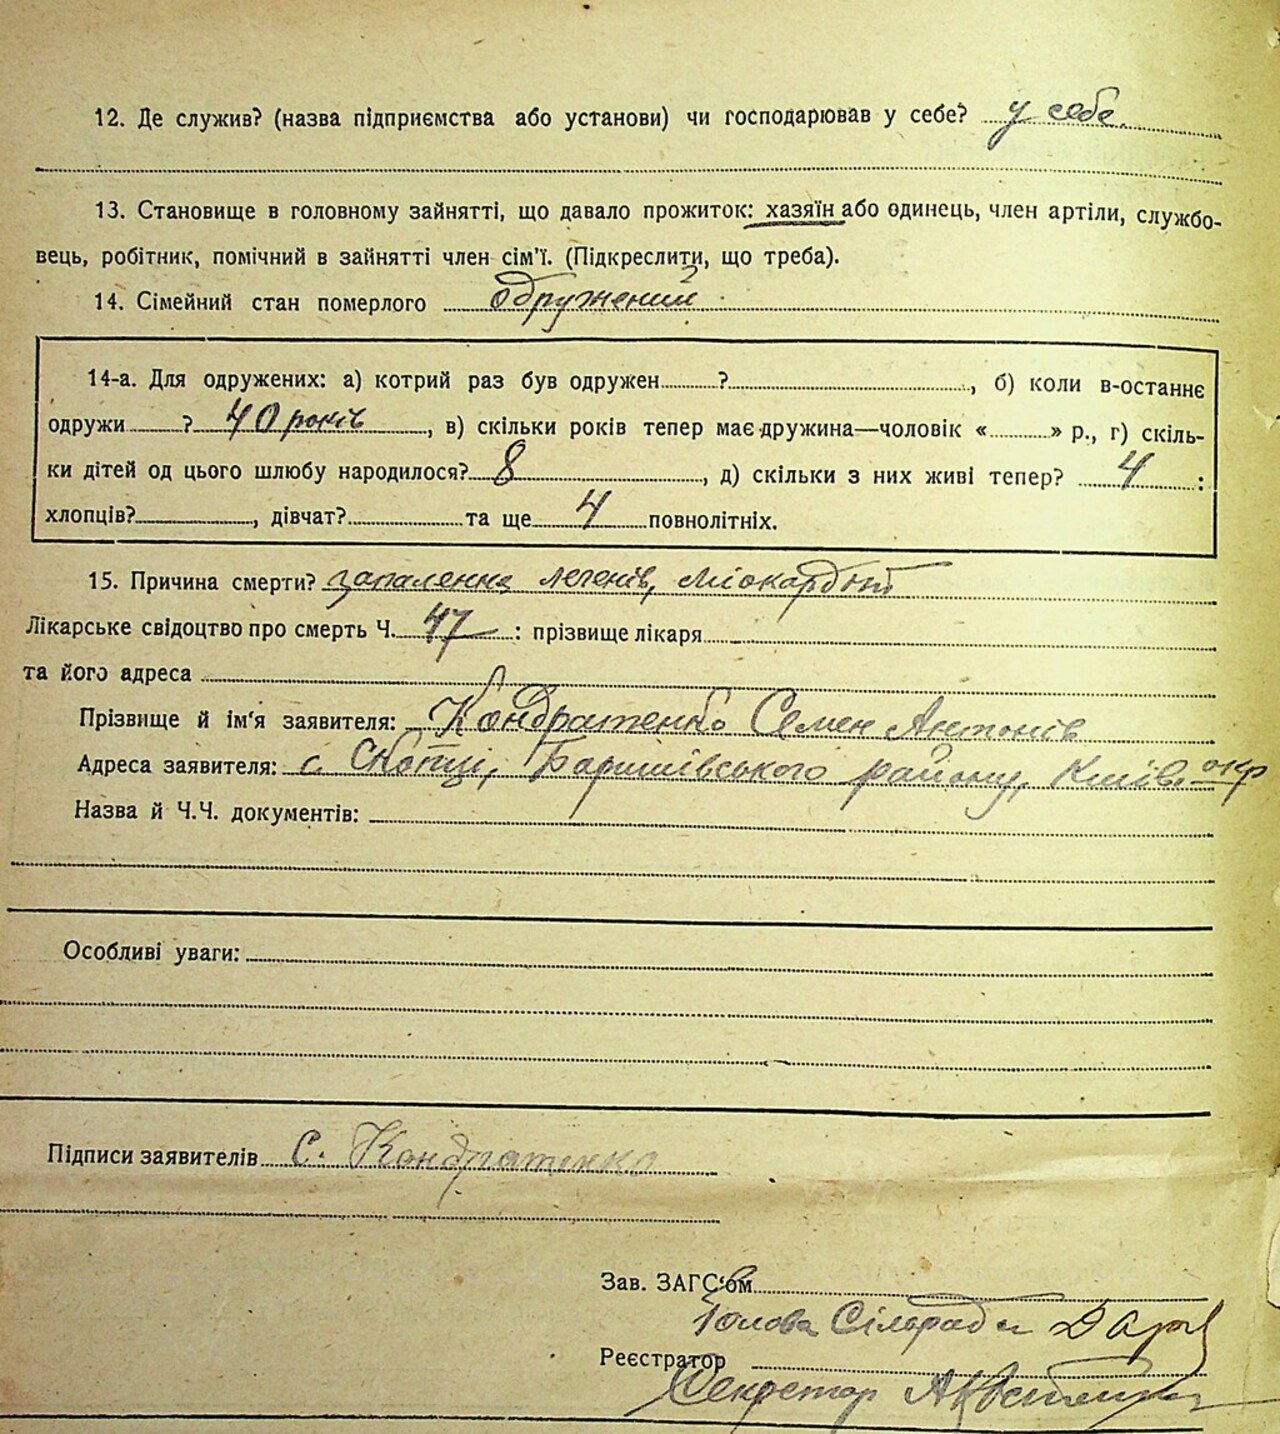 12. Де служив? (назва підприємства або установи) чи господарював у себе? у себе.
13. Становище в головному зайнятті, що давало прожиток: хазяїн або одинець, член артіли, службо-
вець, робітник, помічний в зайнятті член сім'ї. (Підкреслити, що треба).
14. Сімейний стан померлого одружений
14-а. Для одружених: а) котрий раз був одружен ?, б) коли в-останнє
одружи ? 40 років, в) скільки років тепер має дружина—чоловік « » р., г) скіль-
ки дітей од цього шлюбу народилося? 8, д) скільки з них живі тепер? 4 :
хлопців? , дівчат? та ще 4 повнолітніх.
15. Причина смерти? запалення легенів, міокардит
Лікарське свідоцтво про смерть Ч. 47 : прізвище лікаря
та його адреса
Прізвище й ім'я заявителя: Кондратенко Семен Антонів
Адреса заявителя: с. Скотці, Баришівського району, Київ. окр
Назва й Ч.Ч. документів:
Особливі уваги:
Підписи заявителів С. Кондратенко
Зав. ЗАГС'ом
Голова Сільради
Реєстратор
Секретар